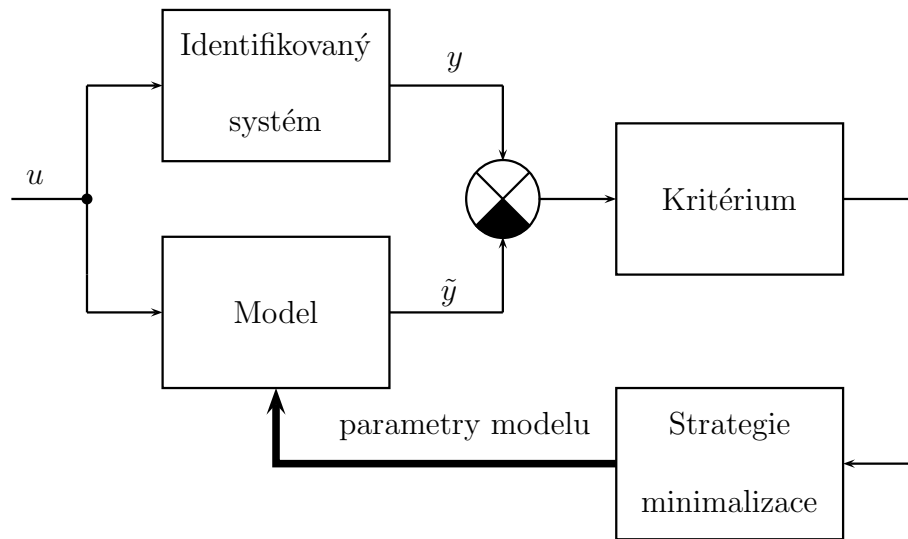 Identifikovaný
systém
y
u
Kritérium
Model
ỹ
parametry modelu
Strategie
minimalizace